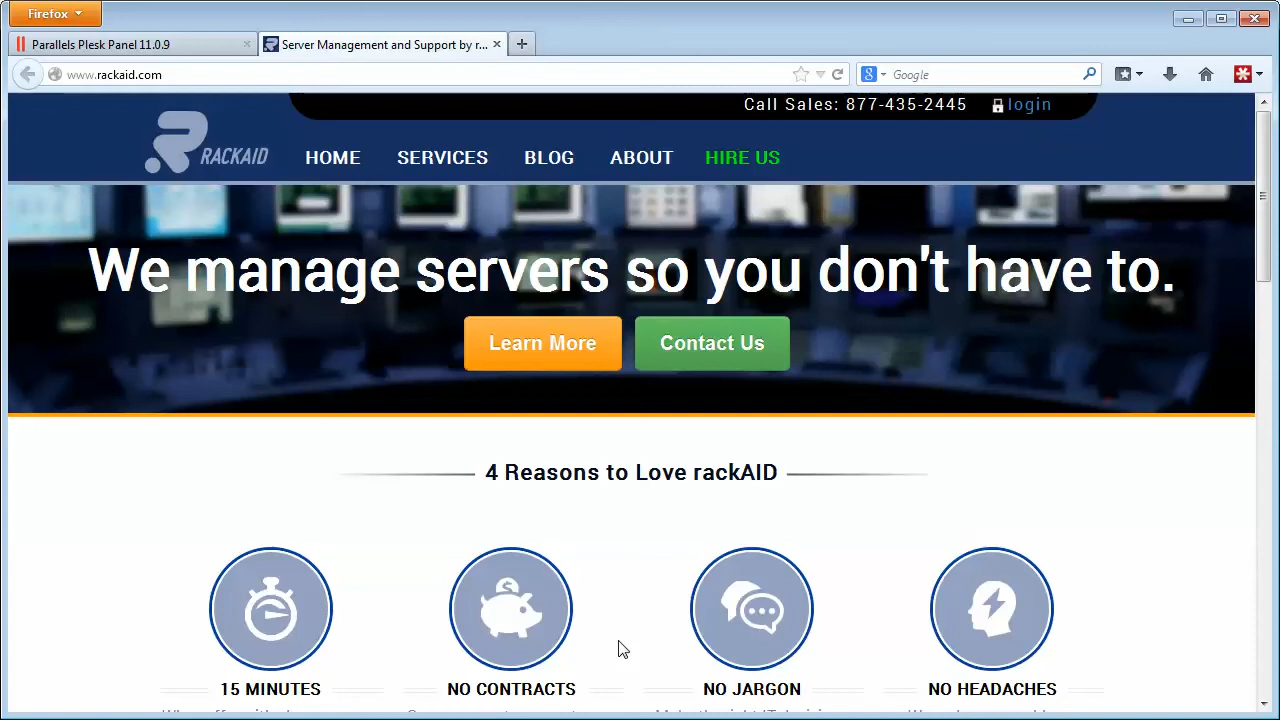 Firefox
Parallels Plesk Panel 11.0.9
Server Management and Support by r...
www.rackaid.com
Google
Call Sales: 877-435-2445
login
RACKAID
HOME
SERVICES
BLOG
ABOUT
HIRE US
We manage servers so you don't have to.
Learn More
Contact Us
4 Reasons to Love rackAID
15 MINUTES
NO CONTRACTS
NO JARGON
NO HEADACHES